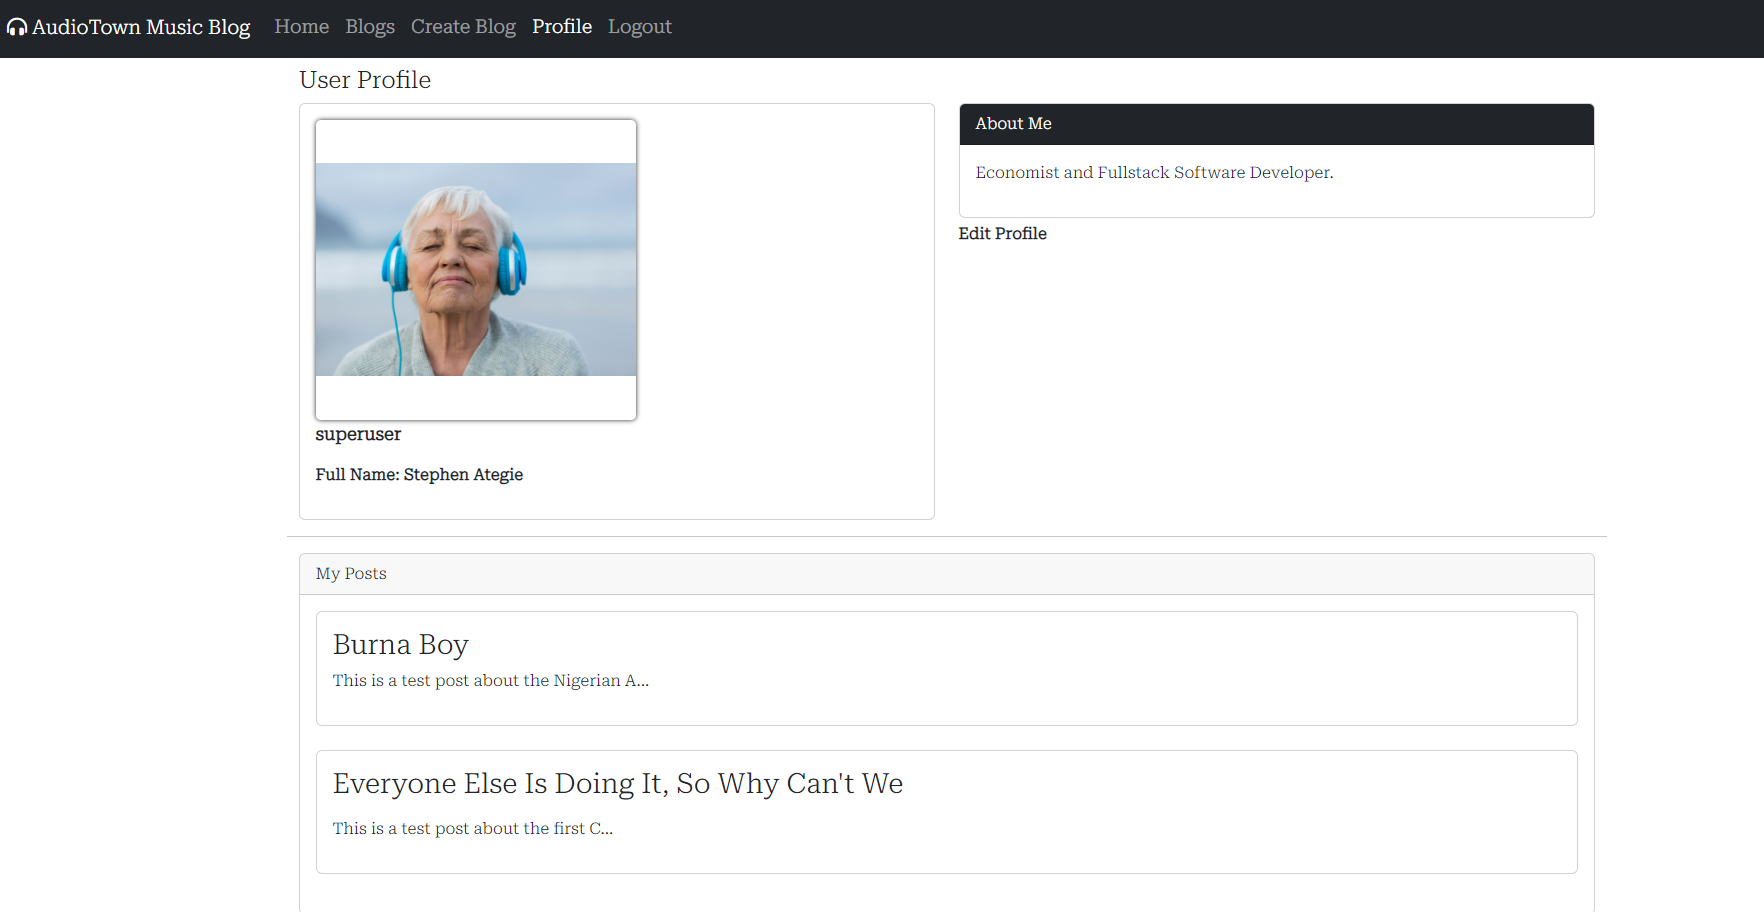 AudioTown Music Blog Home Blogs Create Blog Profile Logout
User Profile
superuser
Full Name: Stephen Ategie
About Me
Economist and Fullstack Software Developer.
Edit Profile
My Posts
Burna Boy
This is a test post about the Nigerian A...
Everyone Else Is Doing It, So Why Can't We
This is a test post about the first C...